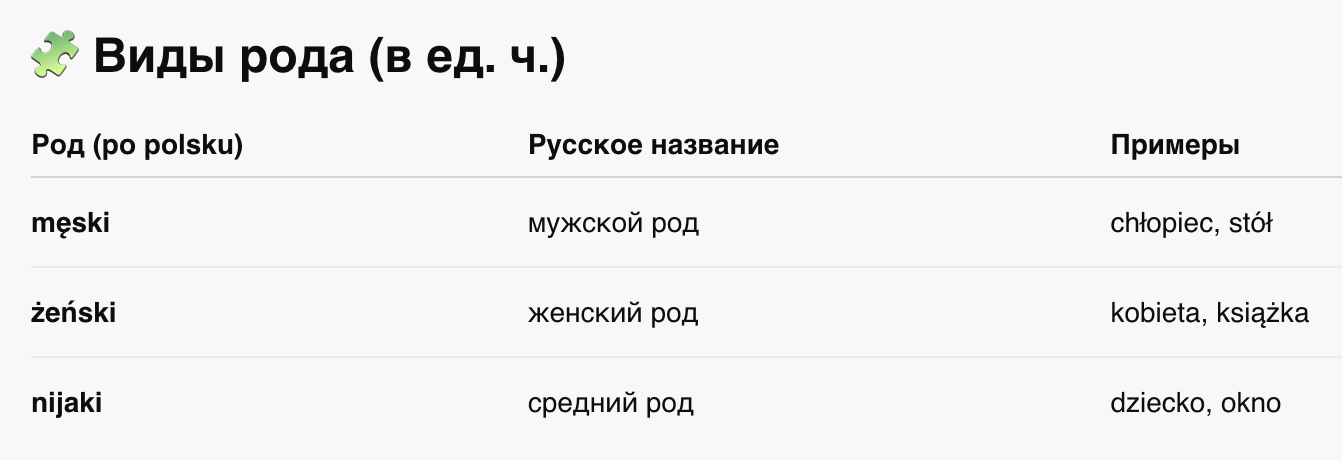 Виды рода (в ед. ч.)
Род (po polsku) Русское название Примеры
męski мужской род chłopiec, stół
żeński женский род kobieta, książka
nijaki средний род dziecko, okno